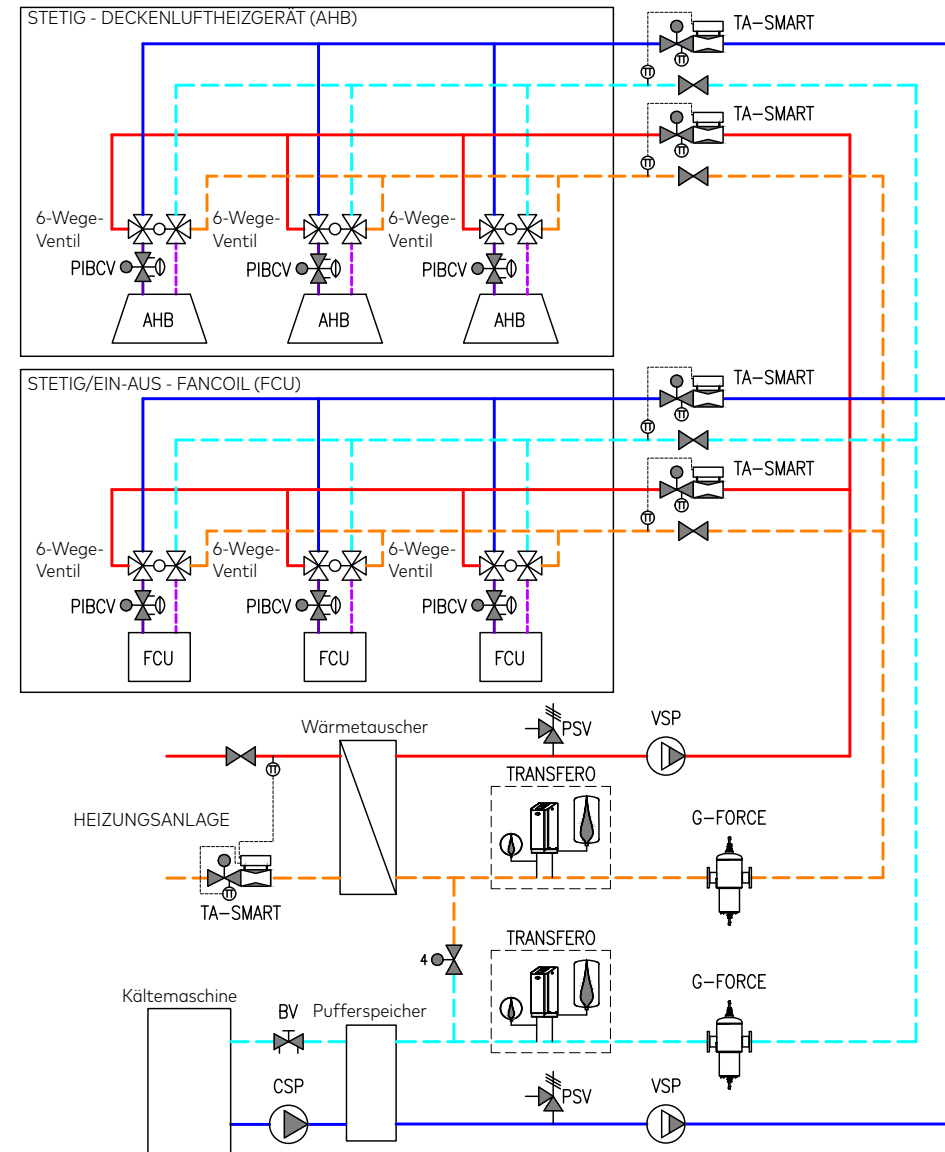 STETIG - DECKENLUFTHEIZGERÄT (AHB)
TA-SMART
TA-SMART
6-Wege-
Ventil
6-Wege-
Ventil
6-Wege-
Ventil
PIBCV
PIBCV
PIBCV
AHB
AHB
AHB
STETIG/EIN-AUS - FANCOIL (FCU)
TA-SMART
TA-SMART
6-Wege-
Ventil
6-Wege-
Ventil
6-Wege-
Ventil
PIBCV
PIBCV
PIBCV
FCU
FCU
FCU
Wärmetauscher
PSV
VSP
TRANSFERO
HEIZUNGSANLAGE
G-FORCE
TA-SMART
TRANSFERO
4
G-FORCE
Kältemaschine
BV
Pufferspeicher
CSP
PSV
VSP